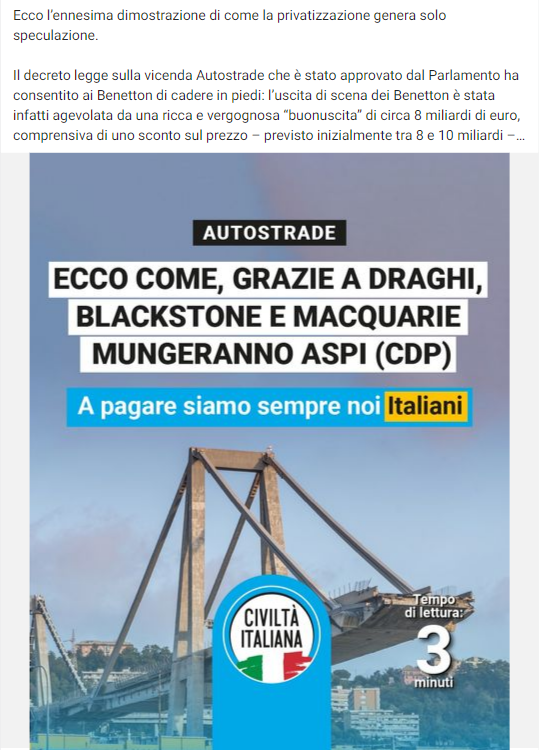 Ecco l’ennesima dimostrazione di come la privatizzazione genera solo
speculazione.
Il decreto legge sulla vicenda Autostrade che è stato approvato dal Parlamento ha
consentito ai Benetton di cadere in piedi: l’uscita di scena dei Benetton è stata
infatti agevolata da una ricca e vergognosa “buonuscita” di circa 8 miliardi di euro,
comprensiva di uno sconto sul prezzo – previsto inizialmente tra 8 e 10 miliardi –...
AUTOSTRADE
ECCO COME, GRAZIE A DRAGHI,
BLACKSTONE E MACQUARIE
MUNGERANNO ASPI (CDP)
A pagare siamo sempre noi Italiani
CIVILTÀ
ITALIANA
Tempo
di lettura:
3
minuti